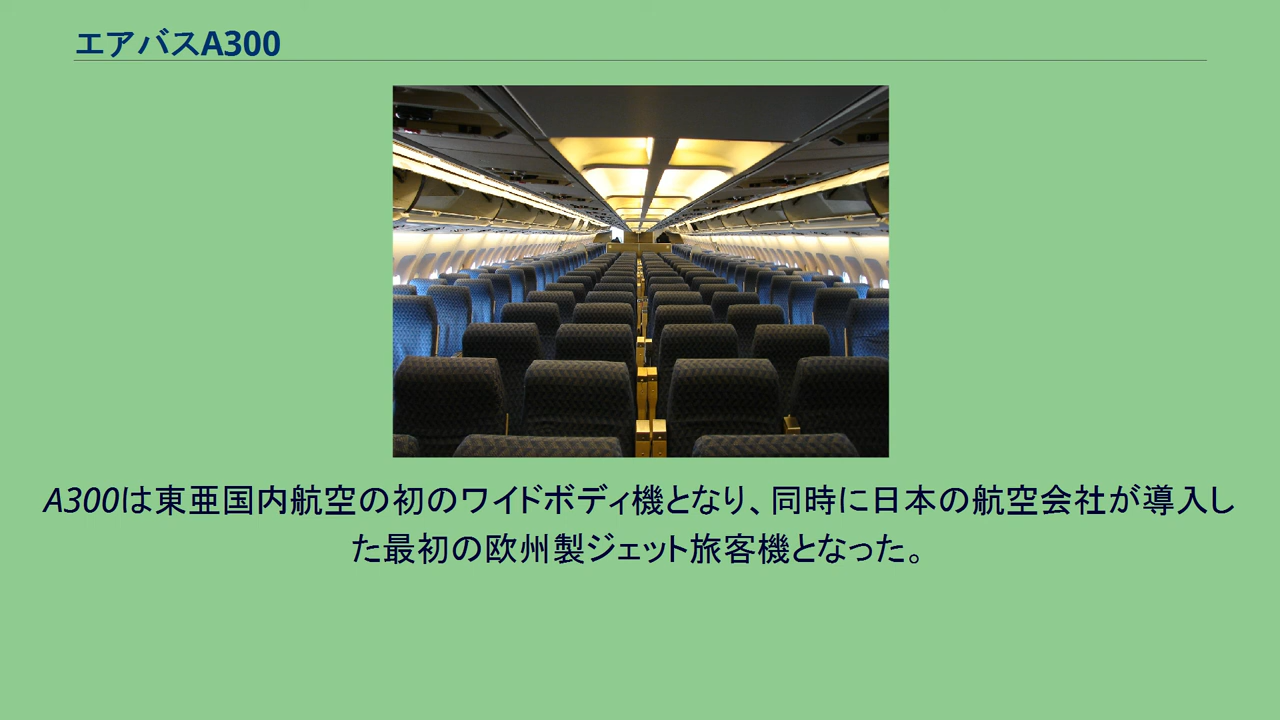 エアバスA300
A300は東亜国内航空の初のワイドボディ機となり、同時に日本の航空会社が導入し
た最初の欧州製ジェット旅客機となった。